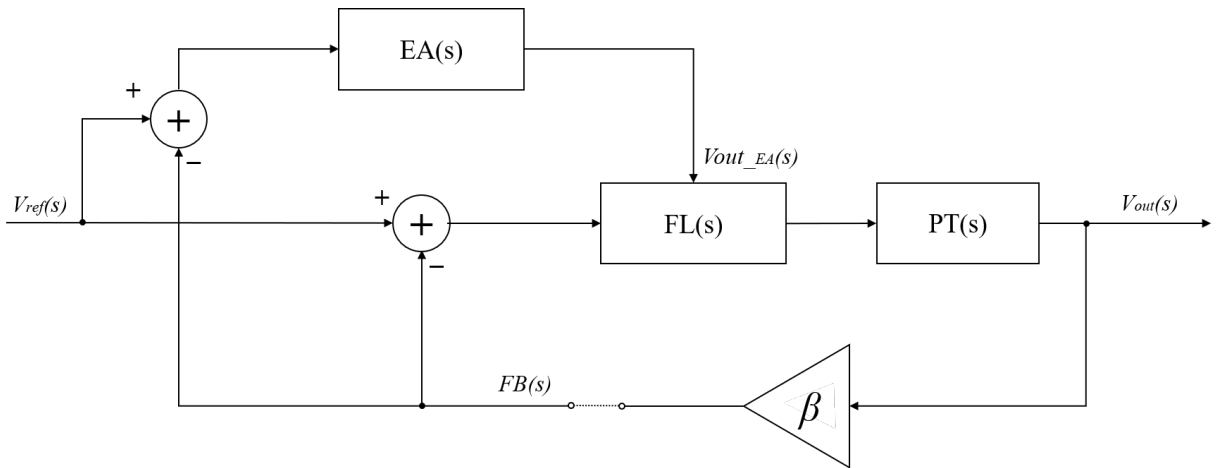 EA(s)
+
+
−
Vout_EA(s)
Vref(s)
+
+
−
FL(s)
PT(s)
Vout(s)
FB(s)
β